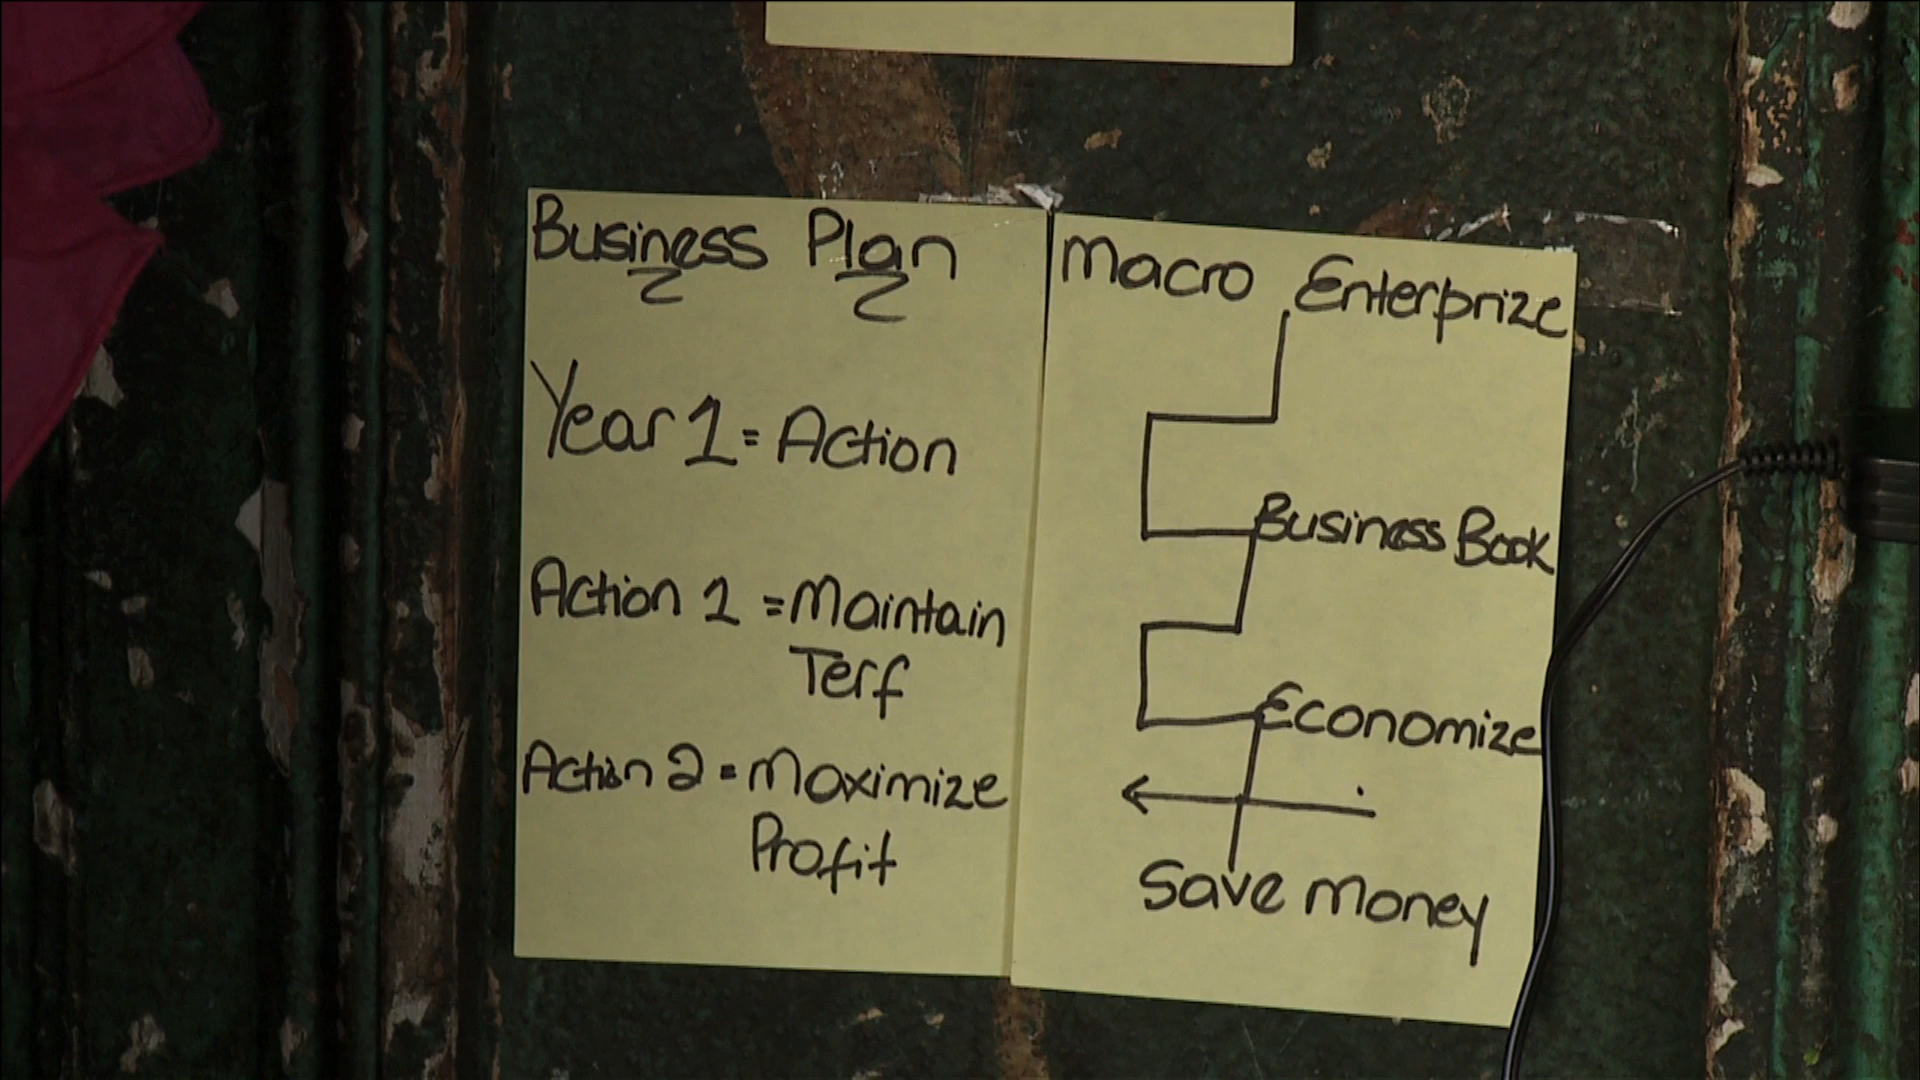 Business Plan
Year 1 = Action
Action 1 = Maintain
Terf
Action 2 = Maximize
Profit
Macro Enterprize
Business Book
Economize
Save Money